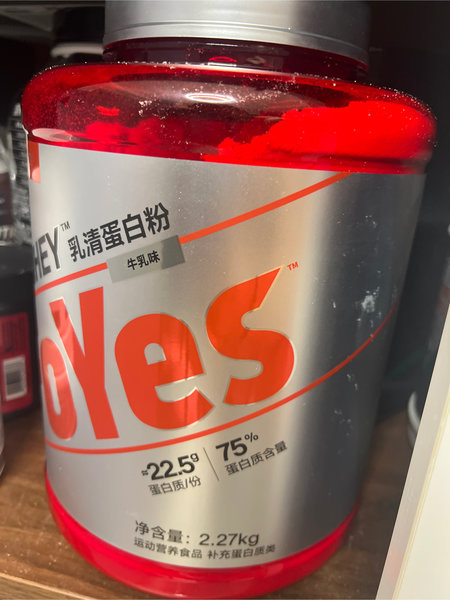 HEY™ 乳清蛋白粉
牛乳味
oYes™
≈22.5g
蛋白质/份
75%
蛋白质含量
净含量：2.27kg
运动营养食品 补充蛋白质类